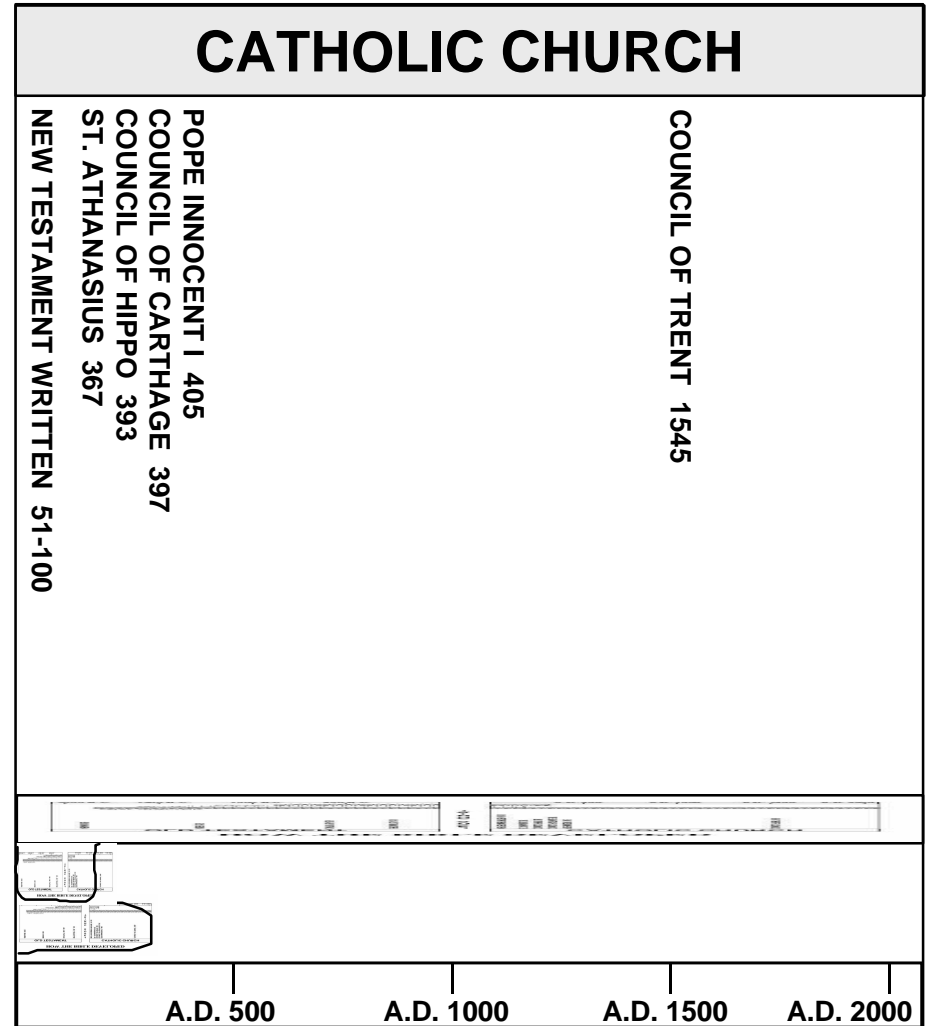 CATHOLIC CHURCH
NEW TESTAMENT WRITTEN 51-100
ST. ATHANASIUS 367
COUNCIL OF HIPPO 393
COUNCIL OF CARTHAGE 397
POPE INNOCENT I 405
COUNCIL OF TRENT 1545
A.D. 500
A.D. 1000
A.D. 1500
A.D. 2000